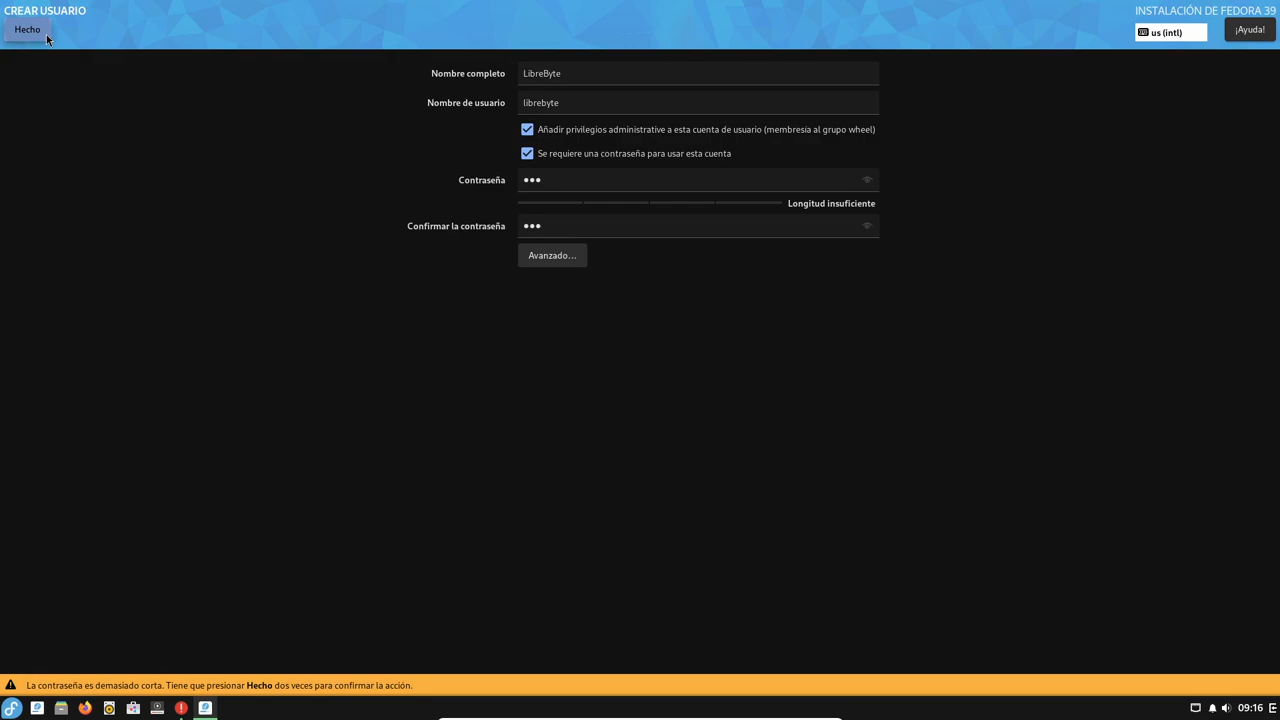 CREAR USUARIO
INSTALACIÓN DE FEDORA 39
Hecho
us (intl)
¡Ayuda!
Nombre completo
LibreByte
Nombre de usuario
librebyte
Añadir privilegios administrative a esta cuenta de usuario (membresía al grupo wheel)
Se requiere una contraseña para usar esta cuenta
Contraseña
●●●
Longitud insuficiente
Confirmar la contraseña
●●●
Avanzado...
La contraseña es demasiado corta. Tiene que presionar Hecho dos veces para confirmar la acción.
09:16